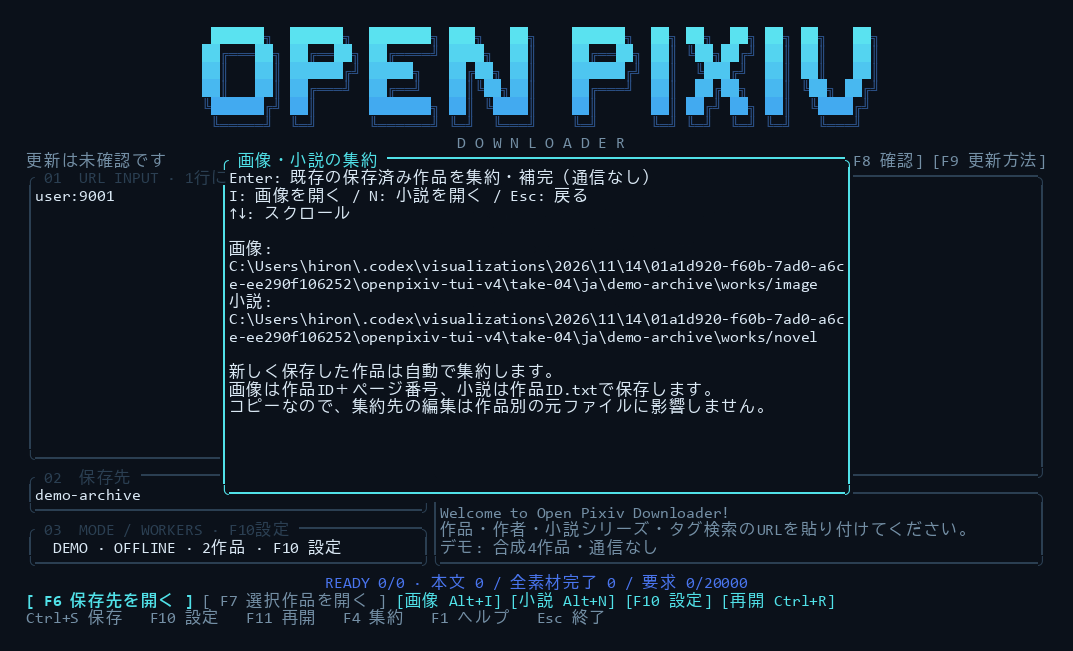 OPEN PIXIV
DOWNLOADER
更新は未確認です
F8 確認] [F9 更新方法]
画像・小説の集約
01 URL INPUT · 1行に
user:9001
Enter: 既存の保存済み作品を集約・補完（通信なし）
I: 画像を開く / N: 小説を開く / Esc: 戻る
↑↓: スクロール
画像:
C:\Users\hiron\.codex\visualizations\2026\11\14\01a1d920-f60b-7ad0-a6c
e-ee290f106252\openpixiv-tui-v4\take-04\ja\demo-archive\works/image
小説:
C:\Users\hiron\.codex\visualizations\2026\11\14\01a1d920-f60b-7ad0-a6c
e-ee290f106252\openpixiv-tui-v4\take-04\ja\demo-archive\works/novel
新しく保存した作品は自動で集約します。
画像は作品ID＋ページ番号、小説は作品ID.txtで保存します。
コピーなので、集約先の編集は作品別の元ファイルに影響しません。
02 保存先
demo-archive
03 MODE / WORKERS · F10設定
DEMO · OFFLINE · 2作品 · F10 設定
Welcome to Open Pixiv Downloader!
作品・作者・小説シリーズ・タグ検索のURLを貼り付けてください。
デモ: 合成4作品・通信なし
READY 0/0 · 本文 0 / 全素材完了 0 / 要求 0/20000
[ F6 保存先を開く ] [ F7 選択作品を開く ] [画像 Alt+I] [小説 Alt+N] [F10 設定] [再開 Ctrl+R]
Ctrl+S 保存 F10 設定 F11 再開 F4 集約 F1 ヘルプ Esc 終了